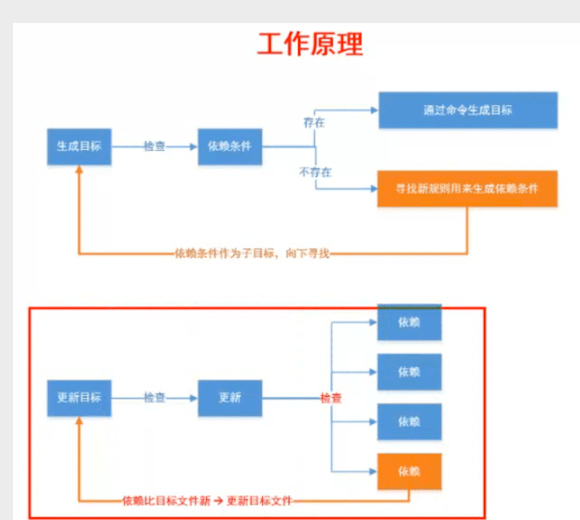 工作原理
通过命令生成目标
存在
生成目标
检查
依赖条件
不存在
寻找新规则用来生成依赖条件
依赖条件作为子目标，向下寻找
依赖
依赖
更新目标
检查
更新
检查
依赖
依赖
依赖比目标文件新 → 更新目标文件